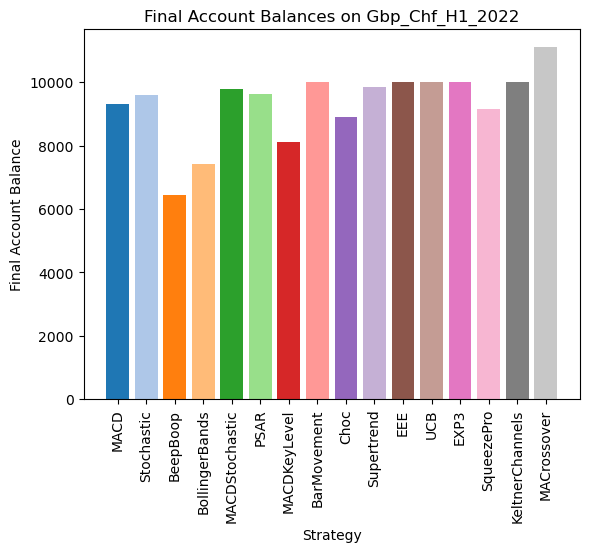 Final Account Balances on Gbp_Chf_H1_2022
Final Account Balance
10000
8000
6000
4000
2000
0
MACD
Stochastic
BeepBoop
BollingerBands
MACDStochastic
PSAR
MACDKeyLevel
BarMovement
Choc
Supertrend
EEE
UCB
EXP3
SqueezePro
KeltnerChannels
MACrossover
Strategy